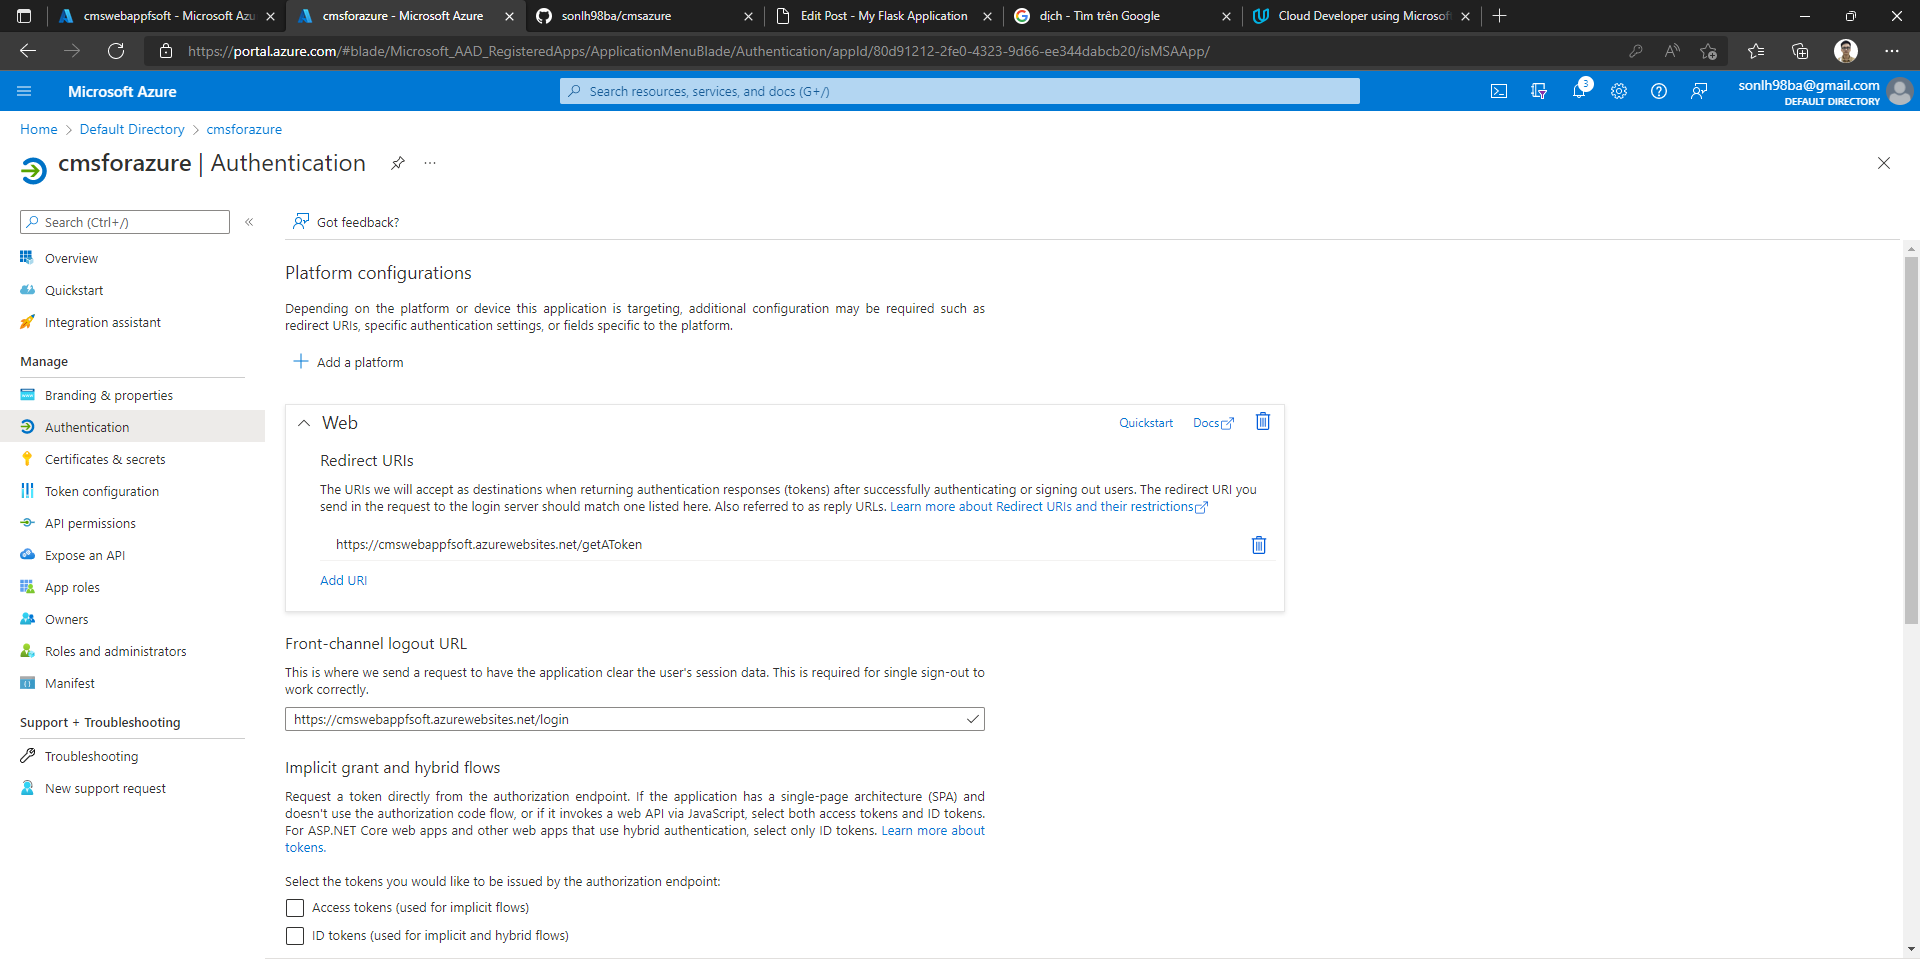 cmswebappfsoft - Microsoft Azu
cmsforazure - Microsoft Azure
sonlh98ba/cmsazure
Edit Post - My Flask Application
dịch - Tìm trên Google
Cloud Developer using Microsof
https://portal.azure.com/#blade/Microsoft_AAD_RegisteredApps/ApplicationMenuBlade/Authentication/appId/80d91212-2fe0-4323-9d66-ee344dabcb20/isMSAApp/
Microsoft Azure
Search resources, services, and docs (G+/)
3
sonlh98ba@gmail.com
DEFAULT DIRECTORY
Home > Default Directory > cmsforazure
cmsforazure | Authentication
Search (Ctrl+/)
Got feedback?
Overview
Quickstart
Integration assistant
Manage
Branding & properties
Authentication
Certificates & secrets
Token configuration
API permissions
Expose an API
App roles
Owners
Roles and administrators
Manifest
Support + Troubleshooting
Troubleshooting
New support request
Platform configurations
Depending on the platform or device this application is targeting, additional configuration may be required such as
redirect URIs, specific authentication settings, or fields specific to the platform.
Add a platform
Web
Quickstart
Docs
Redirect URIs
The URIs we will accept as destinations when returning authentication responses (tokens) after successfully authenticating or signing out users. The redirect URI you
send in the request to the login server should match one listed here. Also referred to as reply URLs. Learn more about Redirect URIs and their restrictions
https://cmswebappfsoft.azurewebsites.net/getAToken
Add URI
Front-channel logout URL
This is where we send a request to have the application clear the user's session data. This is required for single sign-out to
work correctly.
https://cmswebappfsoft.azurewebsites.net/login
Implicit grant and hybrid flows
Request a token directly from the authorization endpoint. If the application has a single-page architecture (SPA) and
doesn't use the authorization code flow, or if it invokes a web API via JavaScript, select both access tokens and ID tokens.
For ASP.NET Core web apps and other web apps that use hybrid authentication, select only ID tokens. Learn more about
tokens.
Select the tokens you would like to be issued by the authorization endpoint:
Access tokens (used for implicit flows)
ID tokens (used for implicit and hybrid flows)